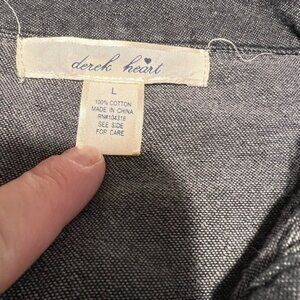 derek heart
L
100% COTTON
MADE IN CHINA
RN#104318
SEE SIDE
FOR CARE